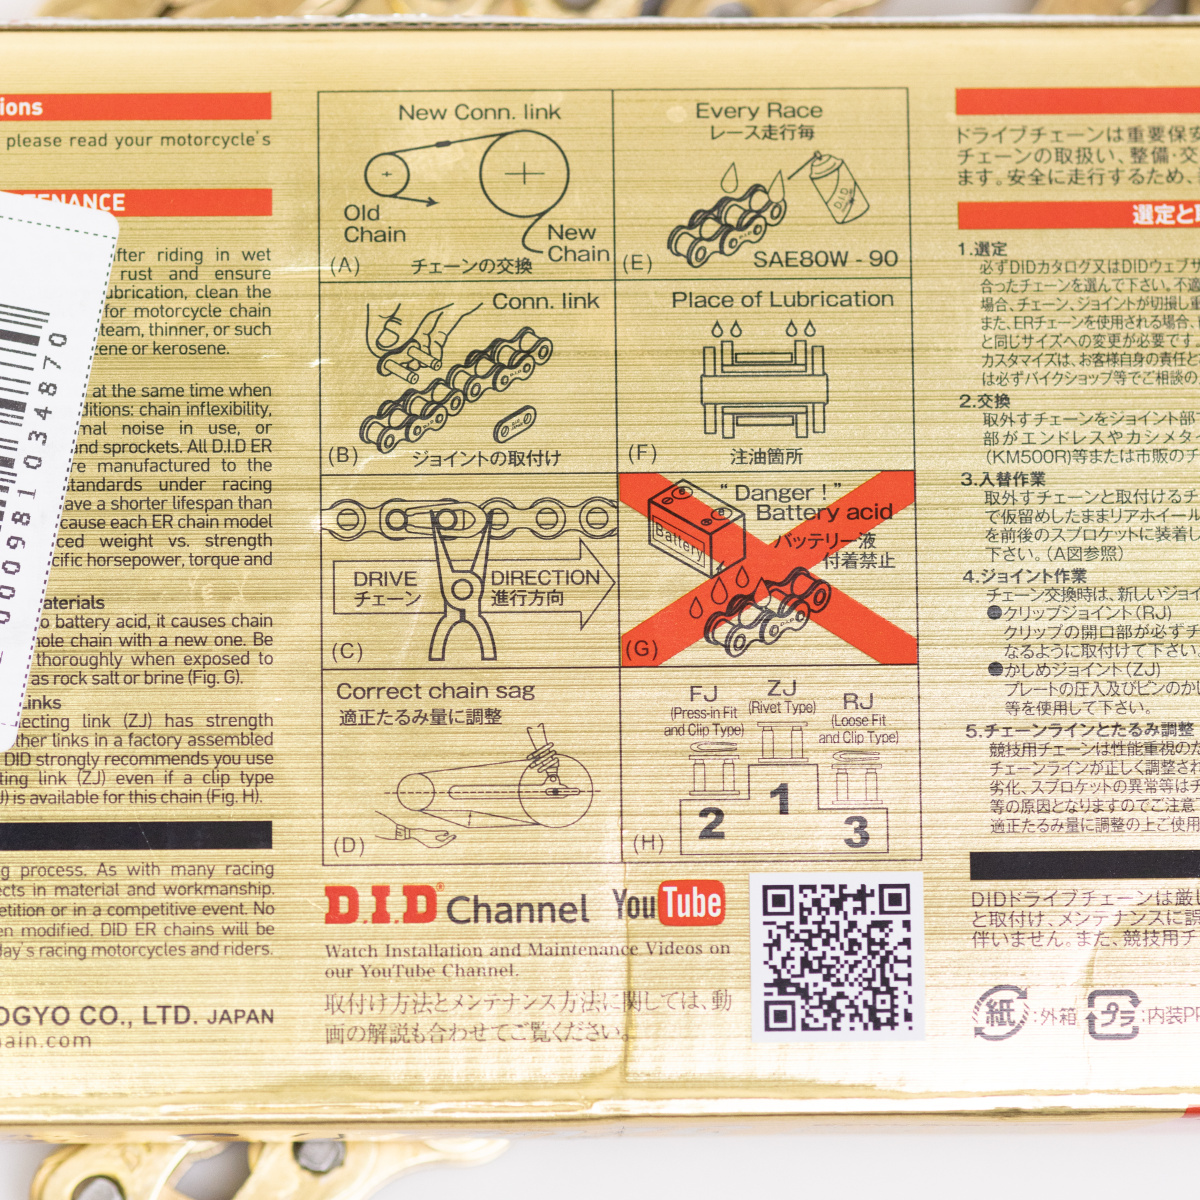 ions
please read your motorcycle's
TENANCE
fter riding in wet
rust and ensure
ubrication, clean the
for motorcycle chain
team, thinner, or such
ene or kerosene.
at the same time when
ditions: chain inflexibility,
mal noise in use, or
nd sprockets. All D.I.D ER
re manufactured to the
tandards under racing
ave a shorter lifespan than
cause each ER chain model
ced weight vs. strength
cific horsepower, torque and
aterials
o battery acid, it causes chain
hole chain with a new one. Be
thoroughly when exposed to
as rock salt or brine (Fig. G).
Links
ecting link (ZJ) has strength
ther links in a factory assembled
DID strongly recommends you use
ting link (ZJ) even if a clip type
J) is available for this chain (Fig. H).
g process. As with many racing
ects in material and workmanship.
etition or in a competitive event. No
en modified. DID ER chains will be
day's racing motorcycles and riders.
OGYO CO., LTD. JAPAN
hain.com
000998103487​0
New Conn. link
Old
Chain
New
Chain
(A)
チェーンの交換
Every Race
レース走行毎
D.I.D
(E)
SAE80W - 90
Conn. link
(B)
ジョイントの取付け
Place of Lubrication
(F)
注油箇所
DRIVE
チェーン
DIRECTION
進行方向
(C)
"Danger !"
Battery acid
バッテリー液
付着禁止
Battery
(G)
Correct chain sag
適正たるみ量に調整
(D)
FJ
(Press-in Fit
and Clip Type)
ZJ
(Rivet Type)
RJ
(Loose Fit
and Clip Type)
2
1
3
(H)
D.I.D® Channel YouTube
Watch Installation and Maintenance Videos on
our YouTube Channel.
取付け方法とメンテナンス方法に関しては、動
画の解説も合わせてご覧ください。
ドライブチェーンは重要保安
チェーンの取扱い、整備・交
ます。安全に走行するため、
選定と取
1.選定
必ずDIDカタログ又はDIDウェブサ
合ったチェーンを選んで下さい。不適
場合、チェーン、ジョイントが切損し重
また、ERチェーンを使用される場合、
と同じサイズへの変更が必要です。
カスタマイズは、お客様自身の責任と
は必ずバイクショップ等でご相談の
2.交換
取外すチェーンをジョイント部
部がエンドレスやカシメタ
(KM500R)等または市販のチ
3.入替作業
取外すチェーンと取付けるチ
で仮留めしたままリアホイール
を前後のスプロケットに装着し
下さい。(A図参照)
4.ジョイント作業
チェーン交換時は、新しいジョイ
●クリップジョイント(RJ)
クリップの開口部が必ずチ
なるように取付けて下さい。
●かしめジョイント(ZJ)
プレートの圧入及びピンのかし
等を使用して下さい。
5.チェーンラインとたるみ調整
競技用チェーンは性能重視のた
チェーンラインが正しく調整され
劣化、スプロケットの異常等はチ
等の原因となりますのでご注意
適正たるみ量に調整の上ご使用
DIDドライブチェーンは厳し
と取付け、メンテナンスに誤
伴いません。また、競技用チ
紙:外箱 プラ:内装PP